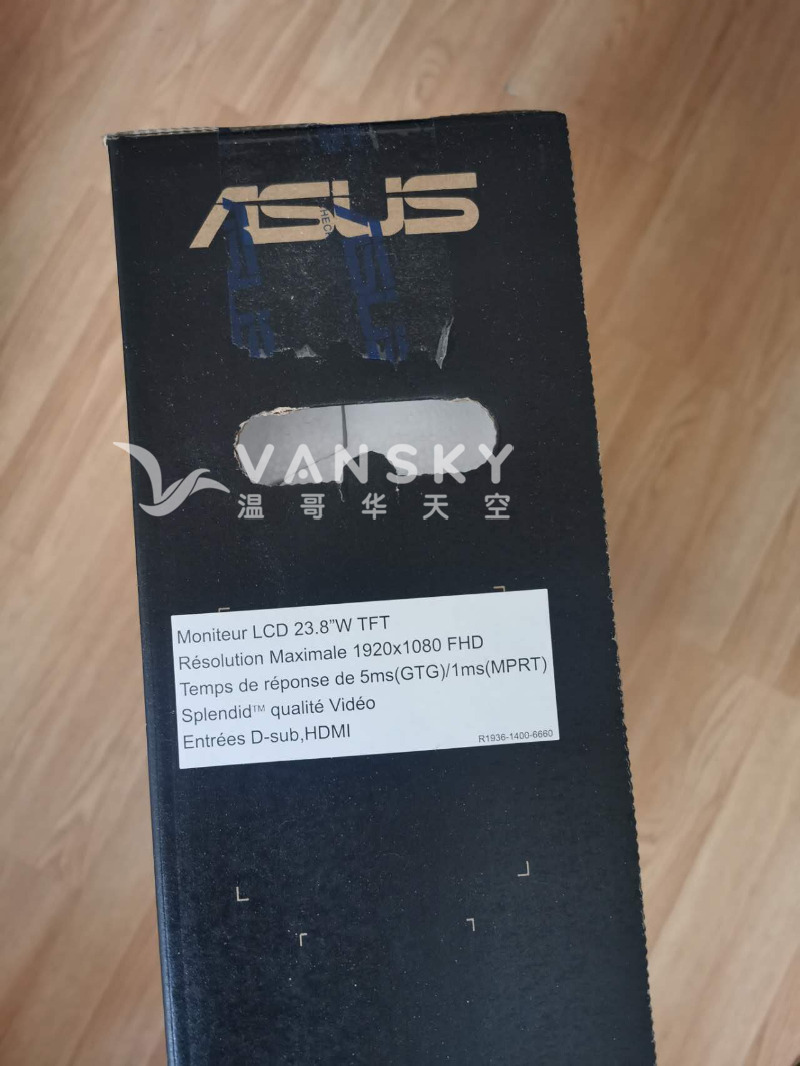 ASUS
VANSKY
温哥华天空
Moniteur LCD 23.8”W TFT
Résolution Maximale 1920x1080 FHD
Temps de réponse de 5ms(GTG)/1ms(MPRT)
Splendid™ qualité Vidéo
Entrées D-sub,HDMI
R1936-1400-6660